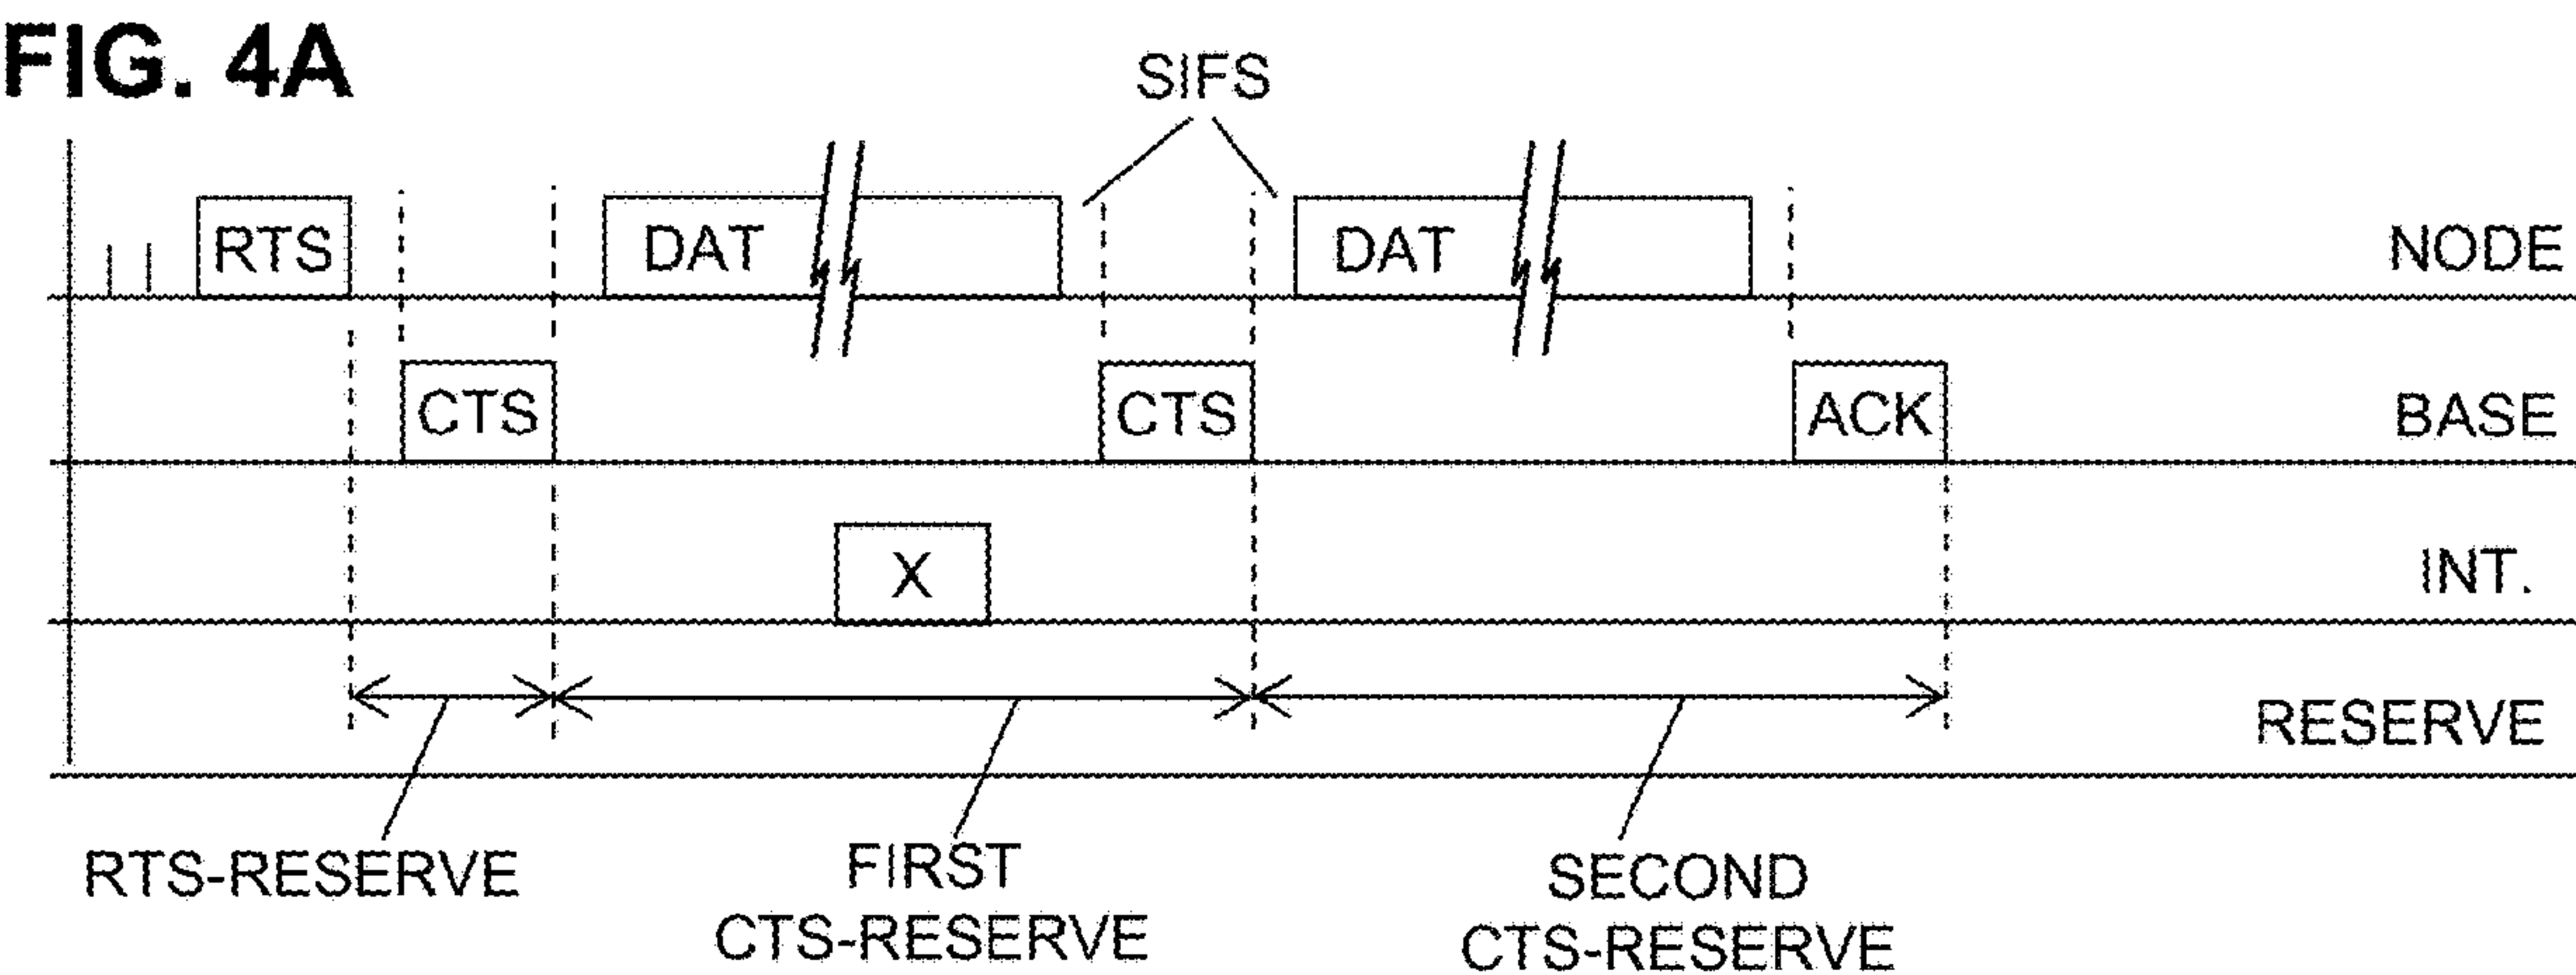 FIG. 4A
SIFS
RTS
DAT
DAT
NODE
CTS
CTS
ACK
BASE
X
INT.
RESERVE
RTS-RESERVE
FIRST
CTS-RESERVE
SECOND
CTS-RESERVE